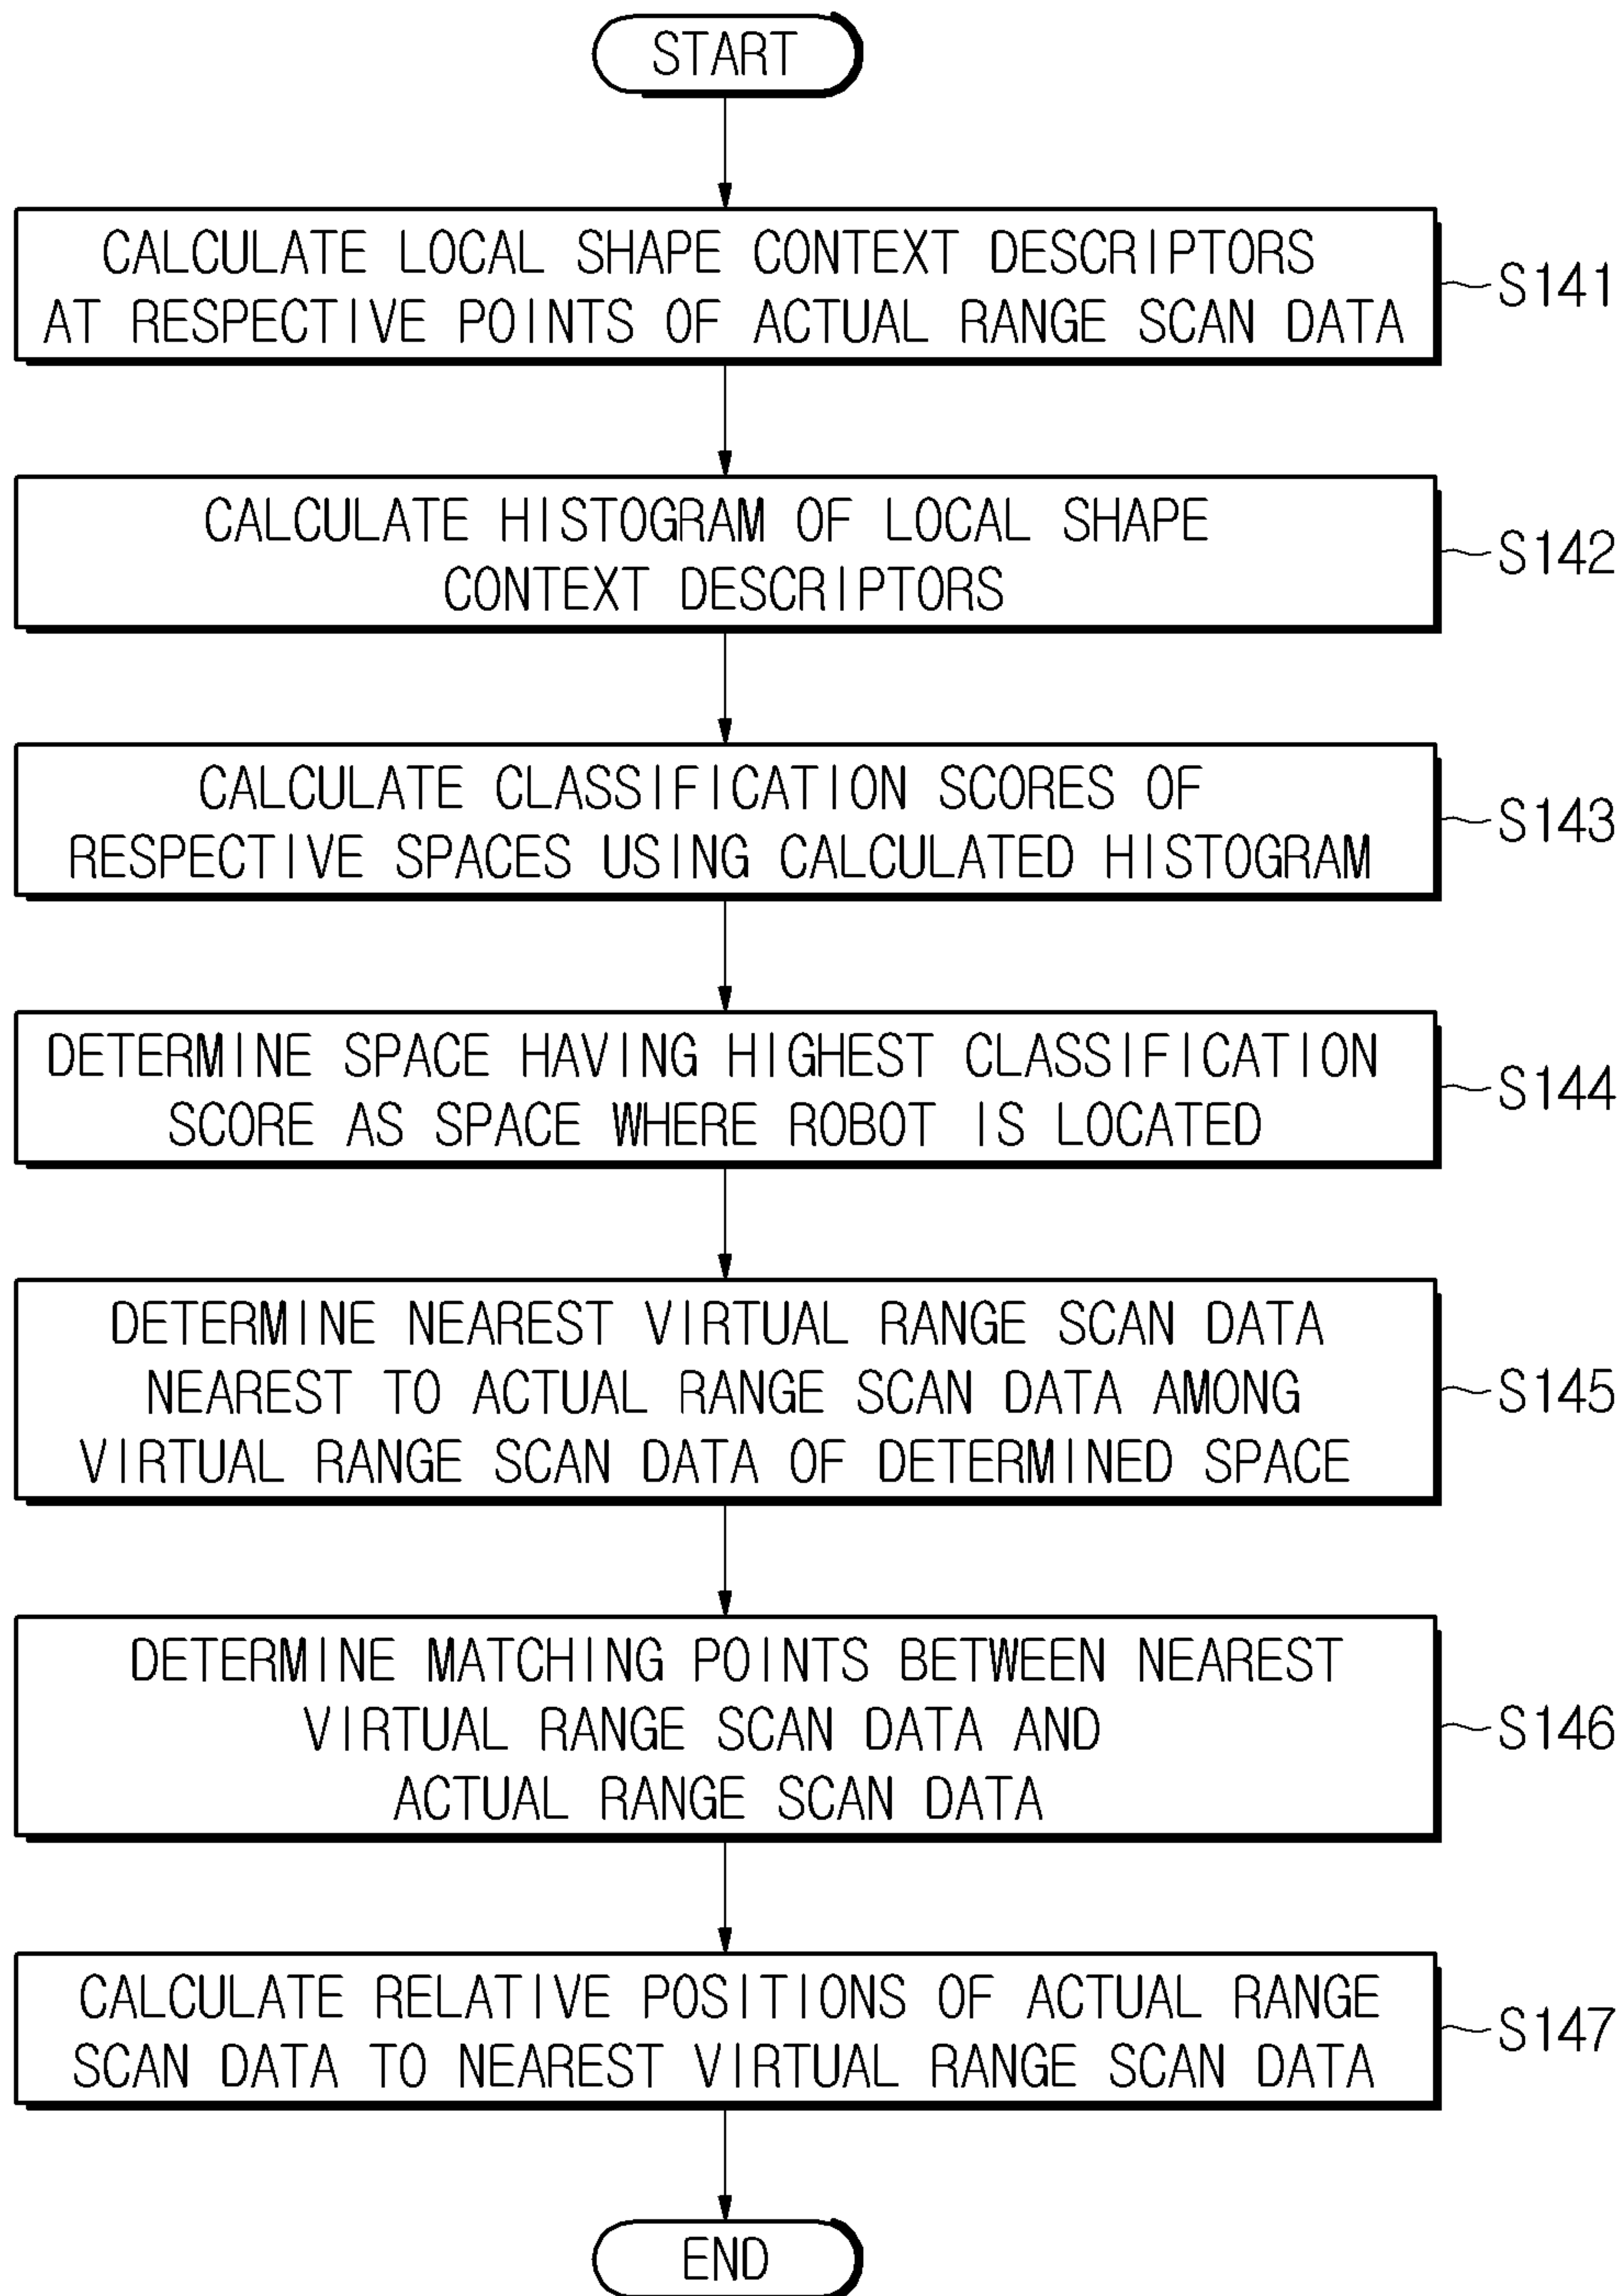 START
CALCULATE LOCAL SHAPE CONTEXT DESCRIPTORS
AT RESPECTIVE POINTS OF ACTUAL RANGE SCAN DATA
S141
CALCULATE HISTOGRAM OF LOCAL SHAPE
CONTEXT DESCRIPTORS
S142
CALCULATE CLASSIFICATION SCORES OF
RESPECTIVE SPACES USING CALCULATED HISTOGRAM
S143
DETERMINE SPACE HAVING HIGHEST CLASSIFICATION
SCORE AS SPACE WHERE ROBOT IS LOCATED
S144
DETERMINE NEAREST VIRTUAL RANGE SCAN DATA
NEAREST TO ACTUAL RANGE SCAN DATA AMONG
VIRTUAL RANGE SCAN DATA OF DETERMINED SPACE
S145
DETERMINE MATCHING POINTS BETWEEN NEAREST
VIRTUAL RANGE SCAN DATA AND
ACTUAL RANGE SCAN DATA
S146
CALCULATE RELATIVE POSITIONS OF ACTUAL RANGE
SCAN DATA TO NEAREST VIRTUAL RANGE SCAN DATA
S147
END